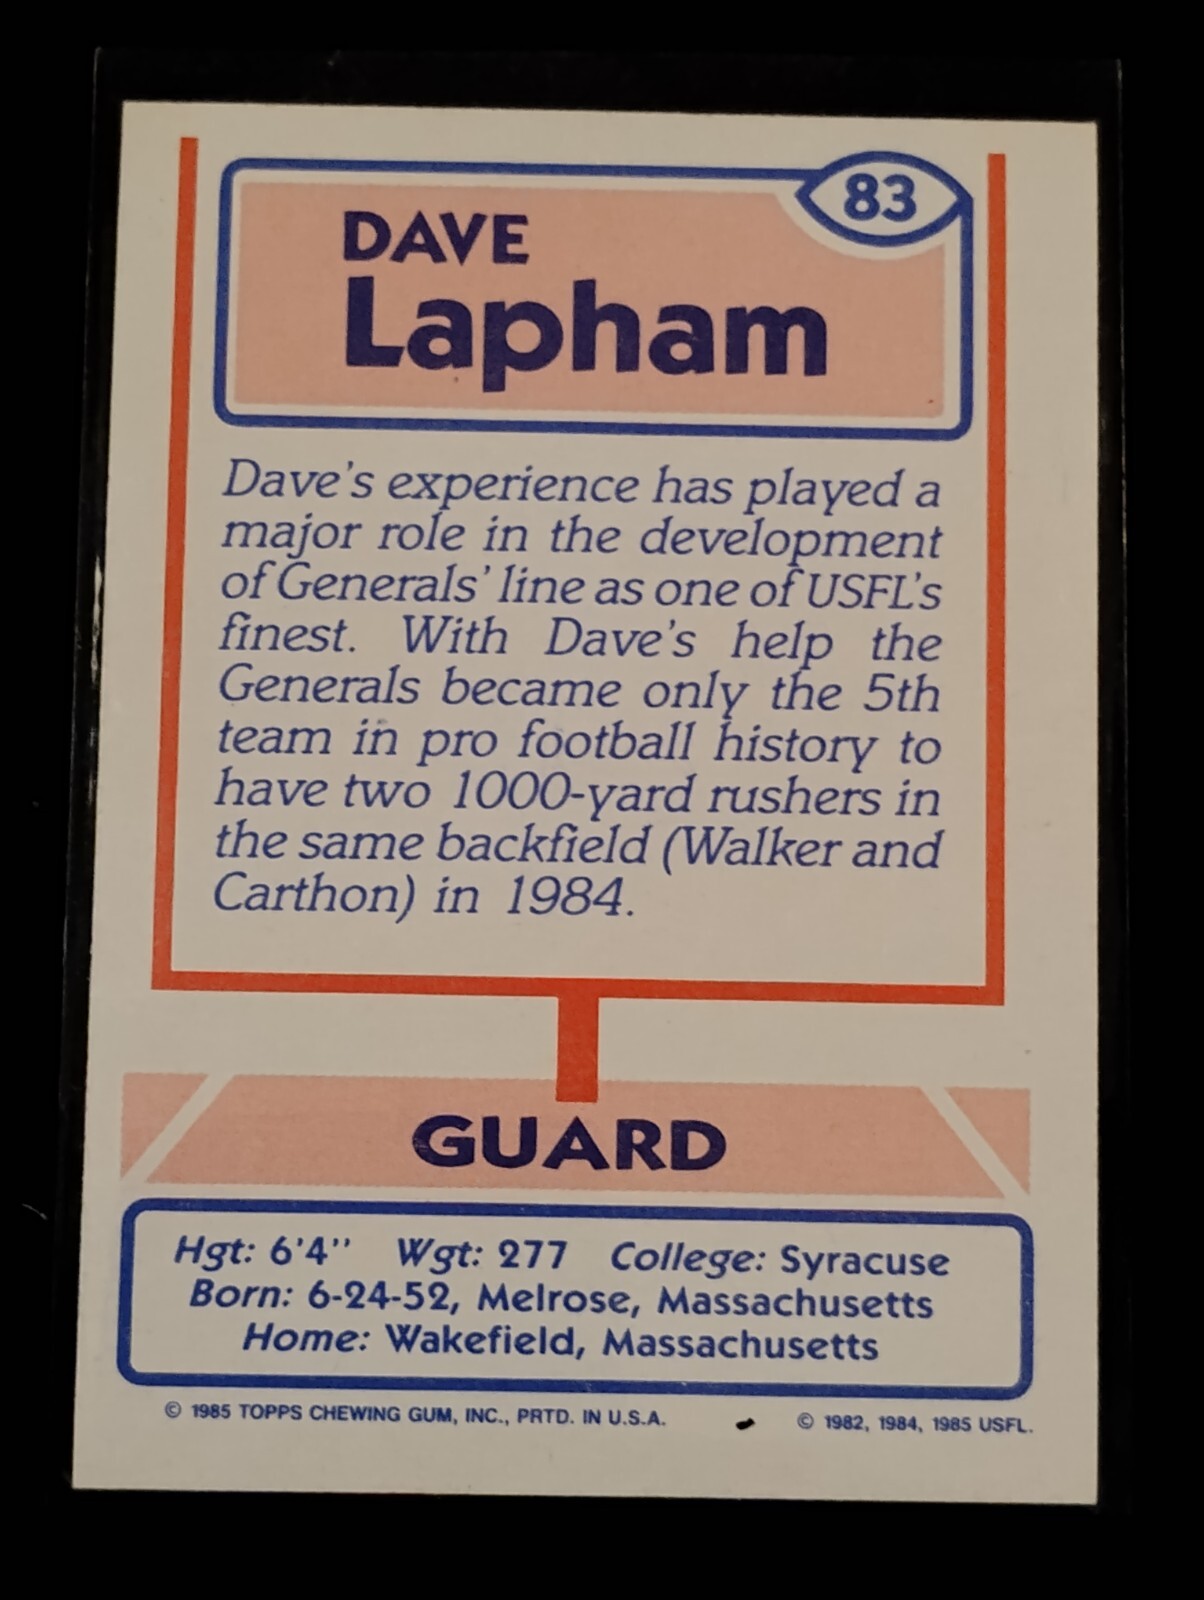 83
DAVE
Lapham
Dave's experience has played a
major role in the development
of Generals' line as one of USFL's
finest. With Dave's help the
Generals became only the 5th
team in pro football history to
have two 1000-yard rushers in
the same backfield (Walker and
Carthon) in 1984.
GUARD
Hgt: 6'4" Wgt: 277 College: Syracuse
Born: 6-24-52, Melrose, Massachusetts
Home: Wakefield, Massachusetts
© 1985 TOPPS CHEWING GUM, INC., PRTD. IN U.S.A. © 1982, 1984, 1985 USFL.